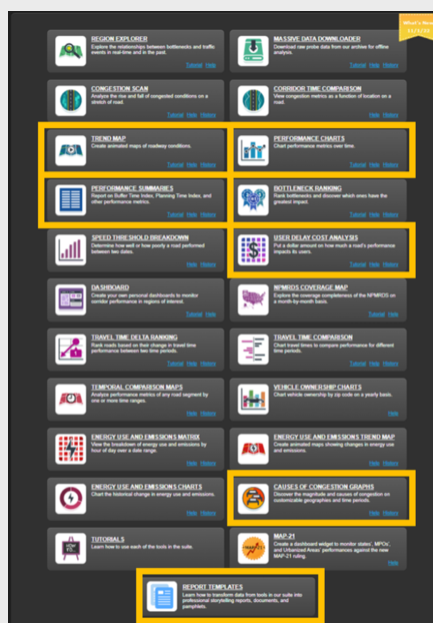 What's New
REGION EXPLORER
Explore the relationships between bottlenecks and traffic
events in real-time and in the past.
Tutorial Help
MASSIVE DATA DOWNLOADER
Download raw probe data from our archive for offline
analysis.
Tutorial Help History
CONGESTION SCAN
Analyze the rise and fall of congested conditions on a
stretch of road.
Tutorial Help History
CORRIDOR TIME COMPARISON
View congestion metrics as a function of location on a
road.
Tutorial Help History
TREND MAP
Create animated maps of roadway conditions.
Tutorial Help History
PERFORMANCE CHARTS
Chart performance metrics over time.
Tutorial Help History
PERFORMANCE SUMMARIES
Report on Buffer Time Index, Planning Time Index, and
other performance metrics.
Tutorial Help History
BOTTLENECK RANKING
Rank bottlenecks and discover which ones have the
greatest impact.
Tutorial Help History
SPEED THRESHOLD BREAKDOWN
Determine how well or how poorly a road performed
between two dates.
Help History
USER DELAY COST ANALYSIS
Put a dollar amount on how much a road's performance
impacts its users.
Tutorial Help History
DASHBOARD
Create your own personal dashboards to monitor
corridor performance in regions of interest.
Tutorial Help
NPMRDS COVERAGE MAP
Explore the coverage completeness of the NPMRDS on
a month-by-month basis.
Tutorial Help
TRAVEL TIME DELTA RANKING
Rank roads based on their change in travel time
performance between two time periods.
Tutorial Help History
TRAVEL TIME COMPARISON
Chart travel times to compare performance for different
time periods.
Tutorial Help History
TEMPORAL COMPARISON MAPS
Analyze performance metrics of any road segment by
one or more time ranges.
Help History
VEHICLE OWNERSHIP CHARTS
Chart vehicle ownership by zip code on a yearly basis.
Help
ENERGY USE AND EMISSIONS MATRIX
View the breakdown of energy use and emissions by
hour of day over a date range.
Help History
ENERGY USE AND EMISSIONS TREND MAP
Create animated maps showing changes in energy use
and emissions.
Help History
ENERGY USE AND EMISSIONS CHARTS
Chart the historical change in energy use and emissions.
Help History
CAUSES OF CONGESTION GRAPHS
Discover the magnitude and causes of congestion on
customizable geographies and time periods.
Help History
TUTORIALS
Learn how to use each of the tools in the suite.
MAP-21
Create a dashboard widget to monitor states', MPOs',
and Urbanized Areas' performances against the new
MAP-21 ruling.
Help
REPORT TEMPLATES
Learn how to transform data from tools in our suite into
professional storytelling reports, documents, and
pamphlets.